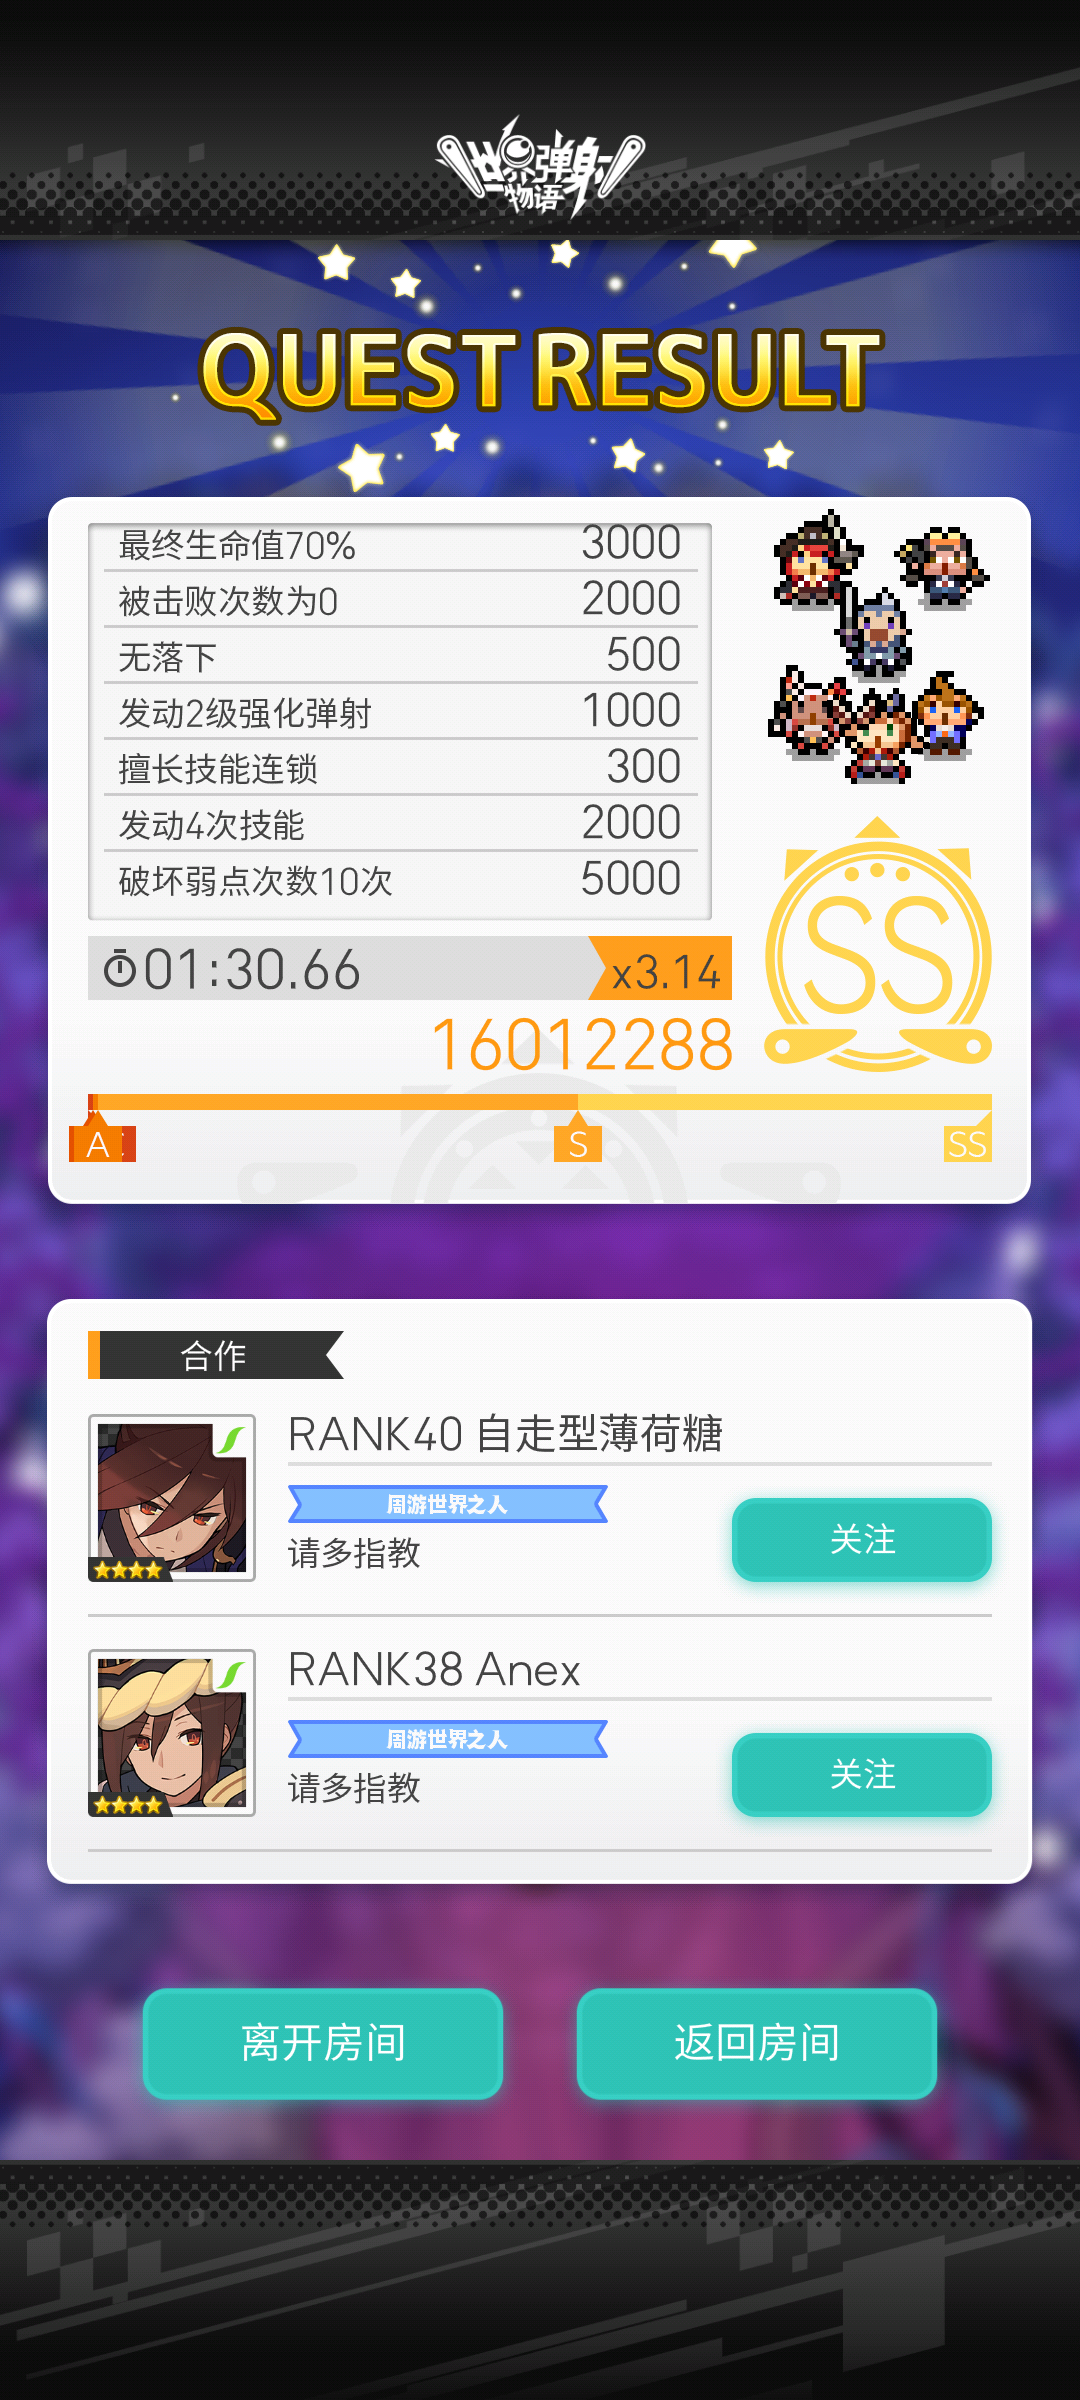 世界弹射
物语
QUEST RESULT
最终生命值70% 3000
被击败次数为0 2000
无落下 500
发动2级强化弹射 1000
擅长技能连锁 300
发动4次技能 2000
破坏弱点次数10次 5000
SS
01:30.66 x3.14
16012288
A S SS
合作
RANK40 自走型薄荷糖
周游世界之人
请多指教
关注
RANK38 Anex
周游世界之人
请多指教
关注
离开房间 返回房间